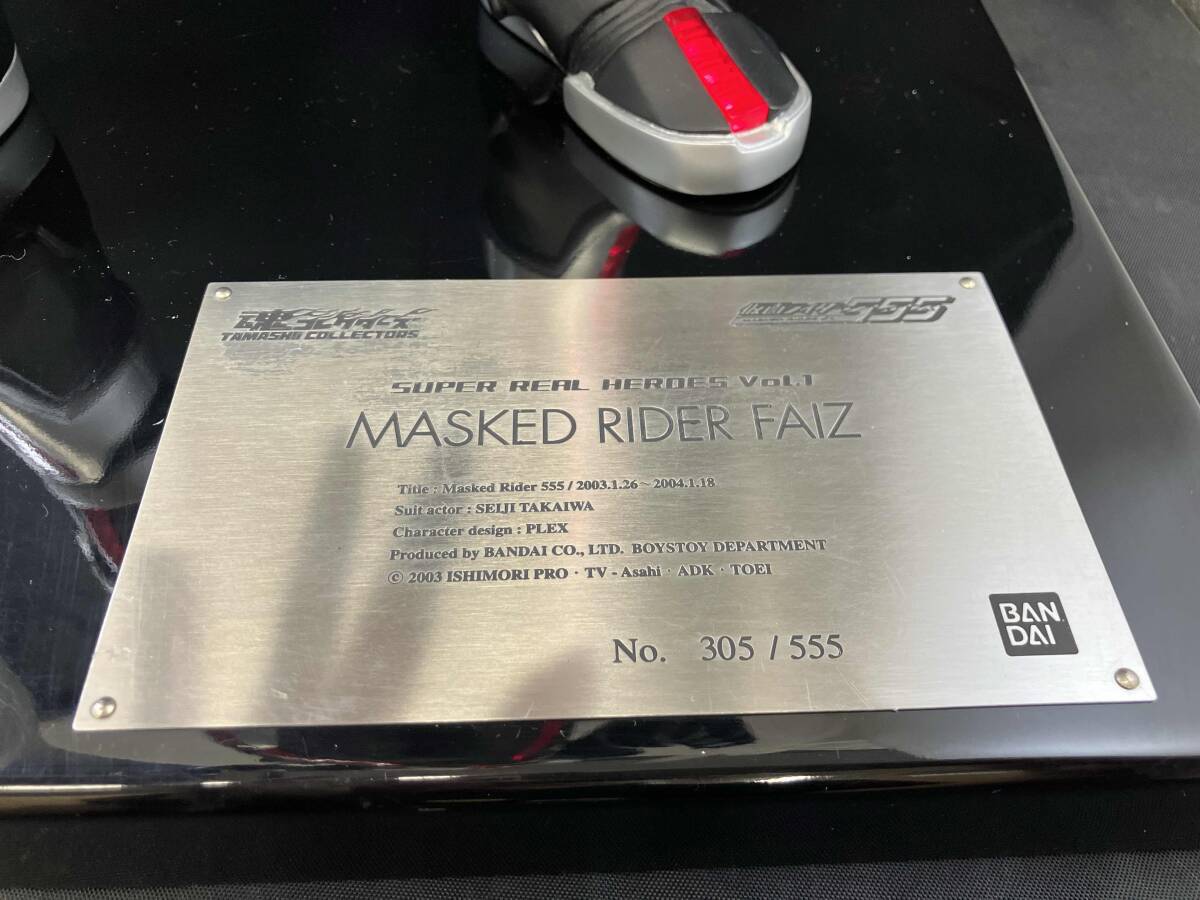 魂コレクターズ
TAMASHII COLLECTORS
仮面ライダー555
SUPER REAL HEROES Vol.1
MASKED RIDER FAIZ
Title : Masked Rider 555 / 2003.1.26～2004.1.18
Suit actor : SEIJI TAKAIWA
Character design : PLEX
Produced by BANDAI CO., LTD. BOYSTOY DEPARTMENT
© 2003 ISHIMORI PRO · TV - Asahi · ADK · TOEI
No. 305 / 555
BAN
DAI